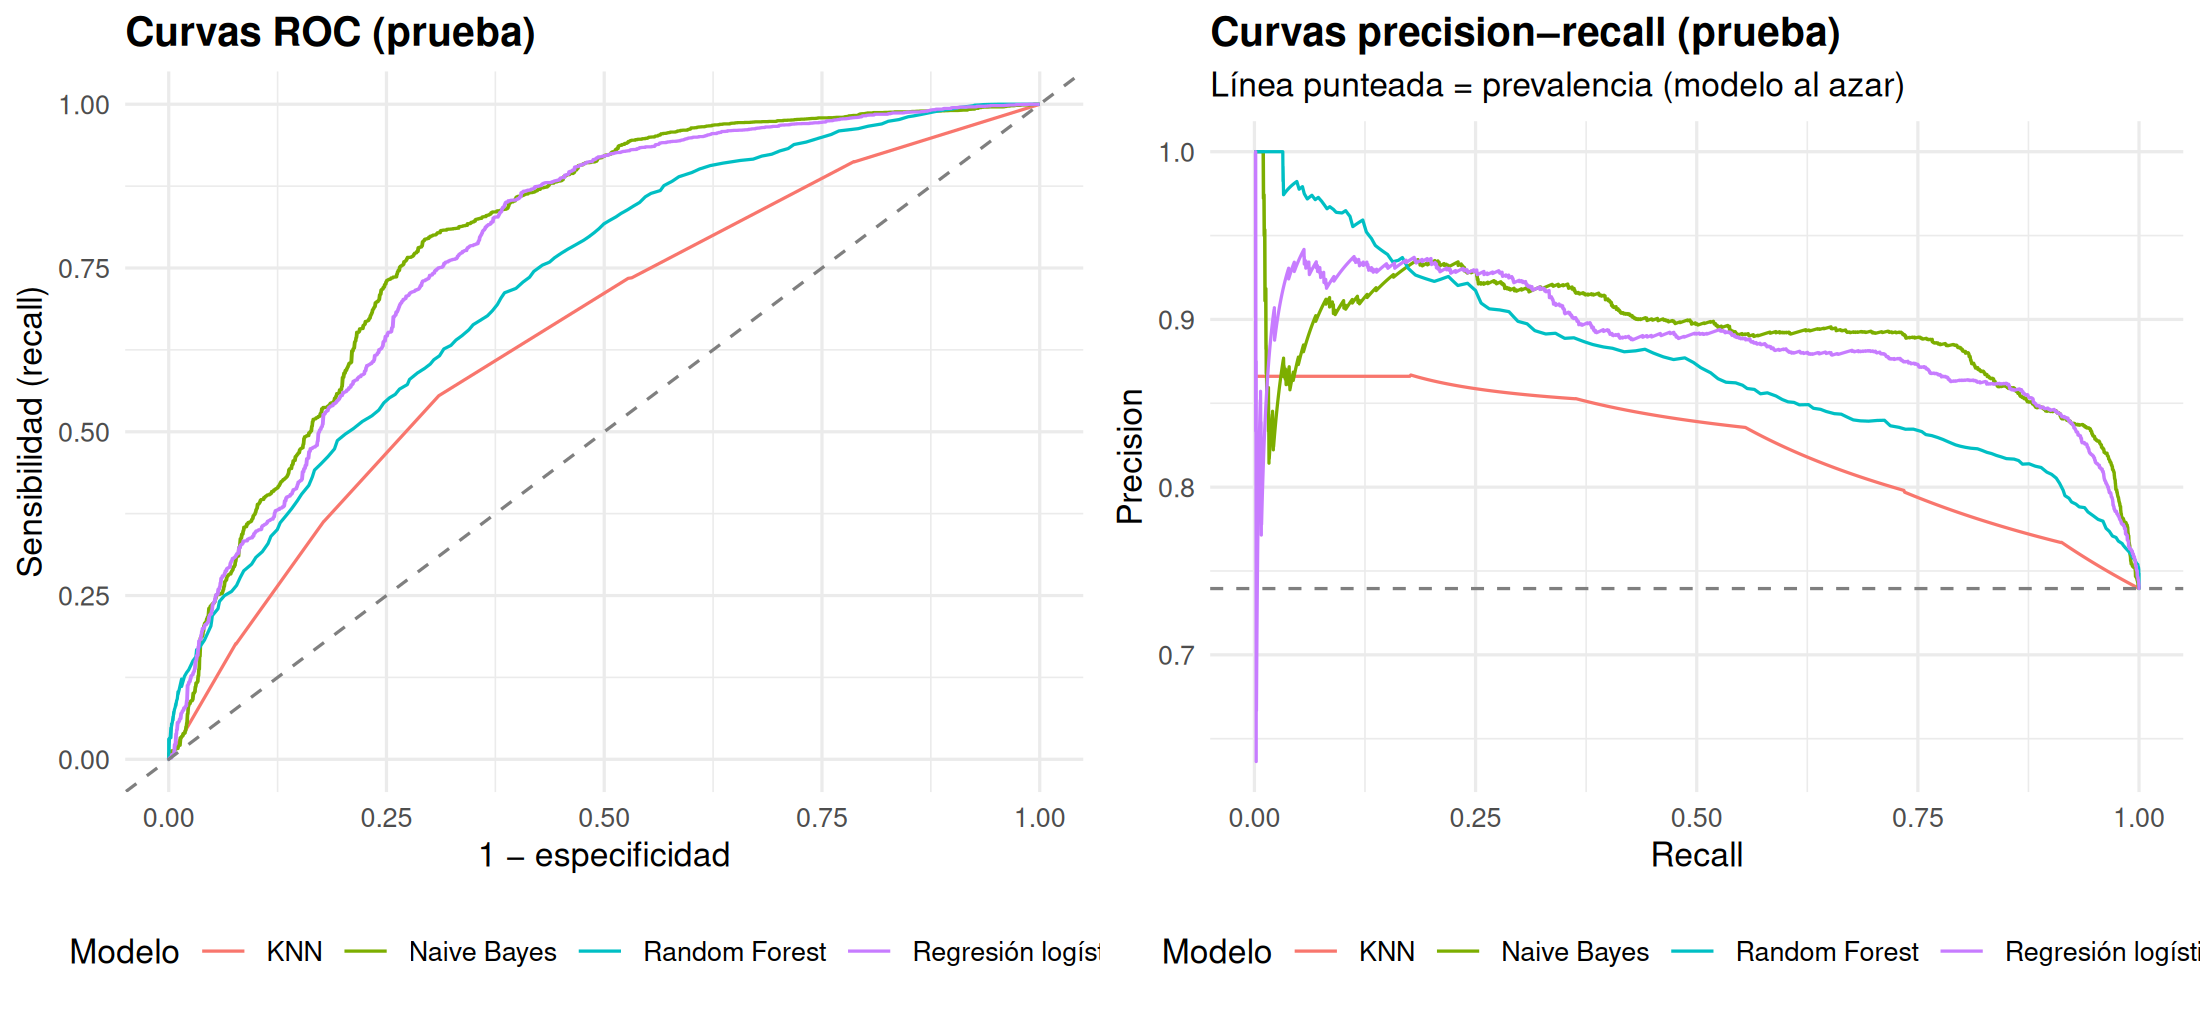 Curvas ROC (prueba)
Sensibilidad (recall)
1.00
0.75
0.50
0.25
0.00
0.00 0.25 0.50 0.75 1.00
1 − especificidad
Modelo KNN Naive Bayes Random Forest Regresión logíst
Curvas precision−recall (prueba)
Línea punteada = prevalencia (modelo al azar)
Precision
1.0
0.9
0.8
0.7
0.00 0.25 0.50 0.75 1.00
Recall
Modelo KNN Naive Bayes Random Forest Regresión logísti